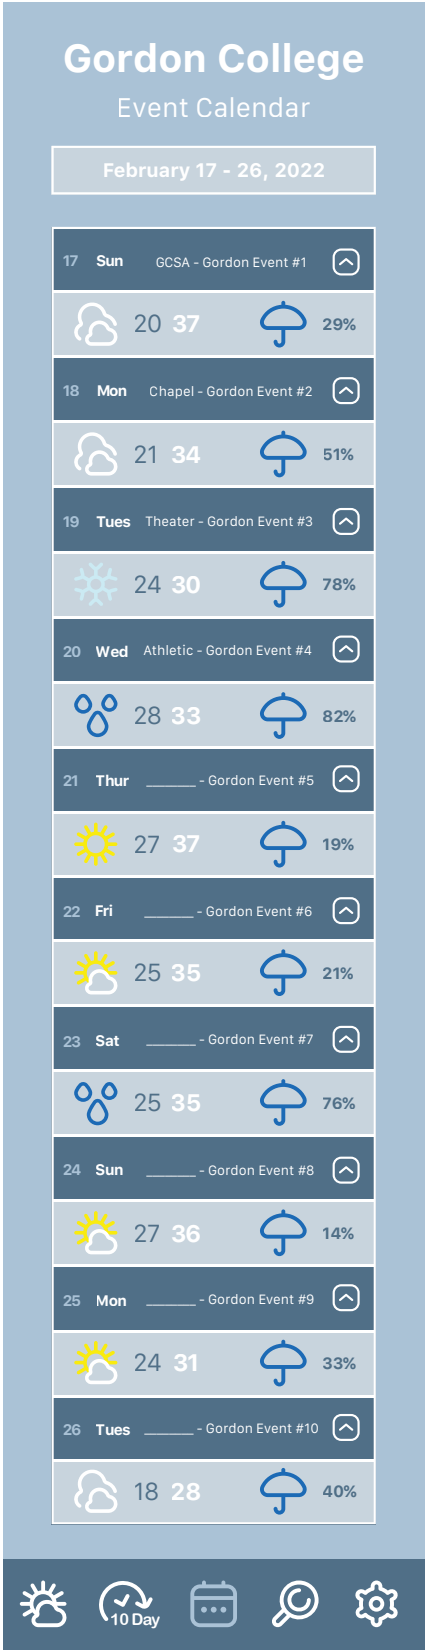 Gordon College
Event Calendar
February 17 - 26, 2022
17 Sun GCSA - Gordon Event #1
20 37 29%
18 Mon Chapel - Gordon Event #2
21 34 51%
19 Tues Theater - Gordon Event #3
24 30 78%
20 Wed Athletic - Gordon Event #4
28 33 82%
21 Thur ______ - Gordon Event #5
27 37 19%
22 Fri ______ - Gordon Event #6
25 35 21%
23 Sat ______ - Gordon Event #7
25 35 76%
24 Sun ______ - Gordon Event #8
27 36 14%
25 Mon ______ - Gordon Event #9
24 31 33%
26 Tues ______ - Gordon Event #10
18 28 40%
10 Day